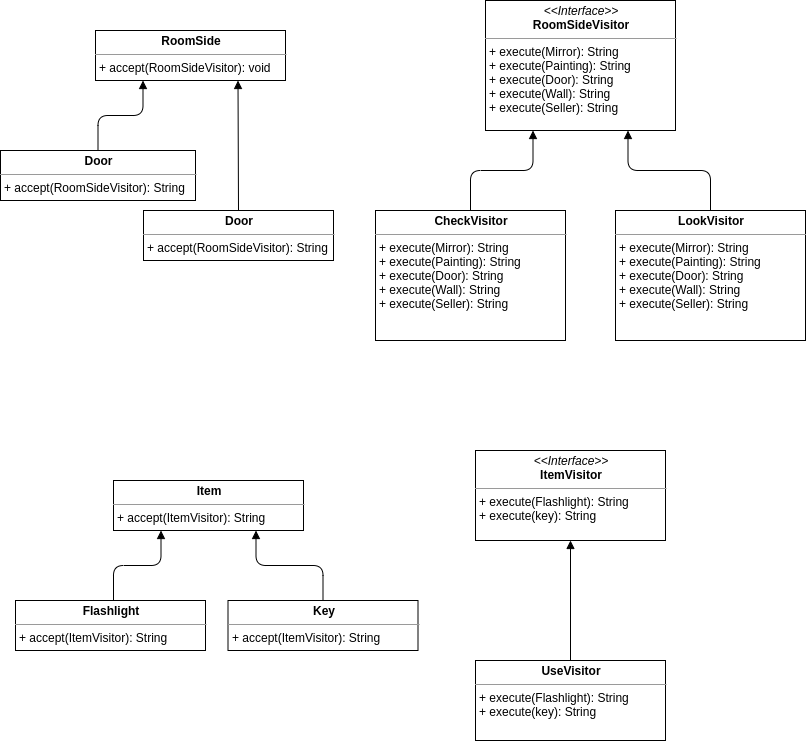 RoomSide
+ accept(RoomSideVisitor): void
Door
+ accept(RoomSideVisitor): String
Door
+ accept(RoomSideVisitor): String
<<Interface>>
RoomSideVisitor
+ execute(Mirror): String
+ execute(Painting): String
+ execute(Door): String
+ execute(Wall): String
+ execute(Seller): String
CheckVisitor
+ execute(Mirror): String
+ execute(Painting): String
+ execute(Door): String
+ execute(Wall): String
+ execute(Seller): String
LookVisitor
+ execute(Mirror): String
+ execute(Painting): String
+ execute(Door): String
+ execute(Wall): String
+ execute(Seller): String
Item
+ accept(ItemVisitor): String
Flashlight
+ accept(ItemVisitor): String
Key
+ accept(ItemVisitor): String
<<Interface>>
ItemVisitor
+ execute(Flashlight): String
+ execute(key): String
UseVisitor
+ execute(Flashlight): String
+ execute(key): String